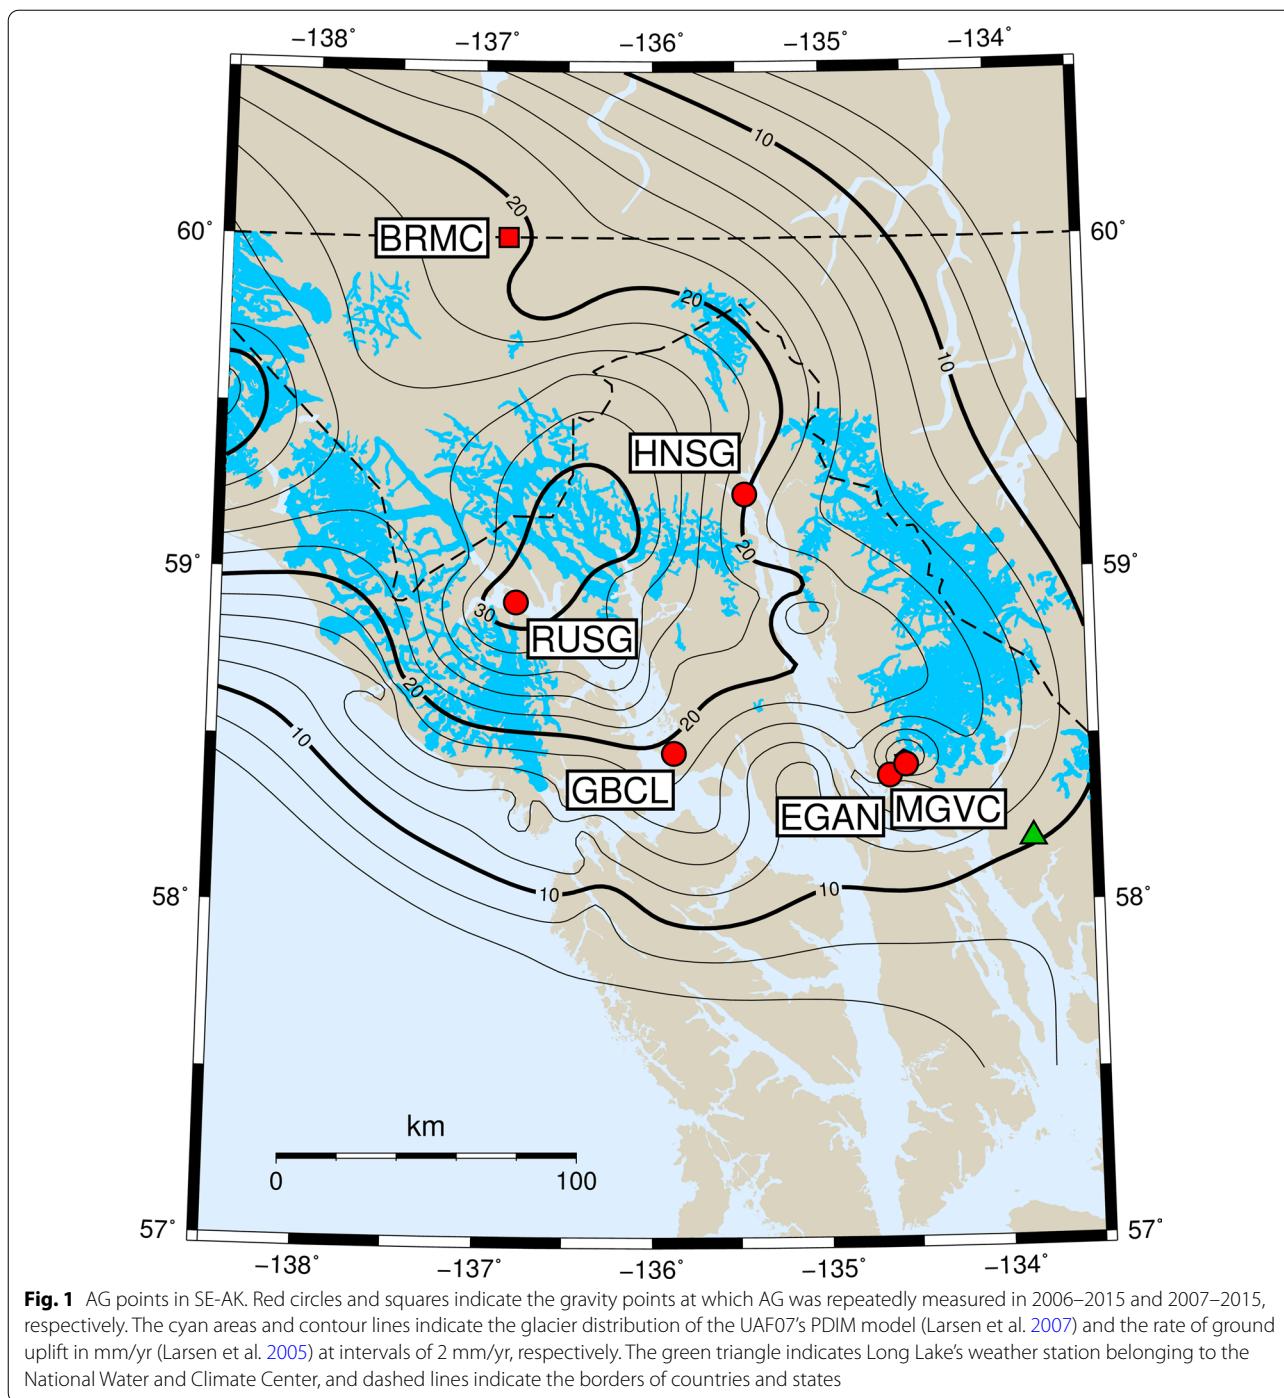 −138° −137° −136° −135° −134°
10
20
BRMC
60° 60°
20
10
HNSG
20
59° 59°
30
RUSG
20
20
10
GBCL
EGAN MGVC
10 10
58° 58°
km
0 100
57° 57°
−138° −137° −136° −135° −134°
Fig. 1 AG points in SE-AK. Red circles and squares indicate the gravity points at which AG was repeatedly measured in 2006–2015 and 2007–2015,
respectively. The cyan areas and contour lines indicate the glacier distribution of the UAF07's PDIM model (Larsen et al. 2007) and the rate of ground
uplift in mm/yr (Larsen et al. 2005) at intervals of 2 mm/yr, respectively. The green triangle indicates Long Lake's weather station belonging to the
National Water and Climate Center, and dashed lines indicate the borders of countries and states